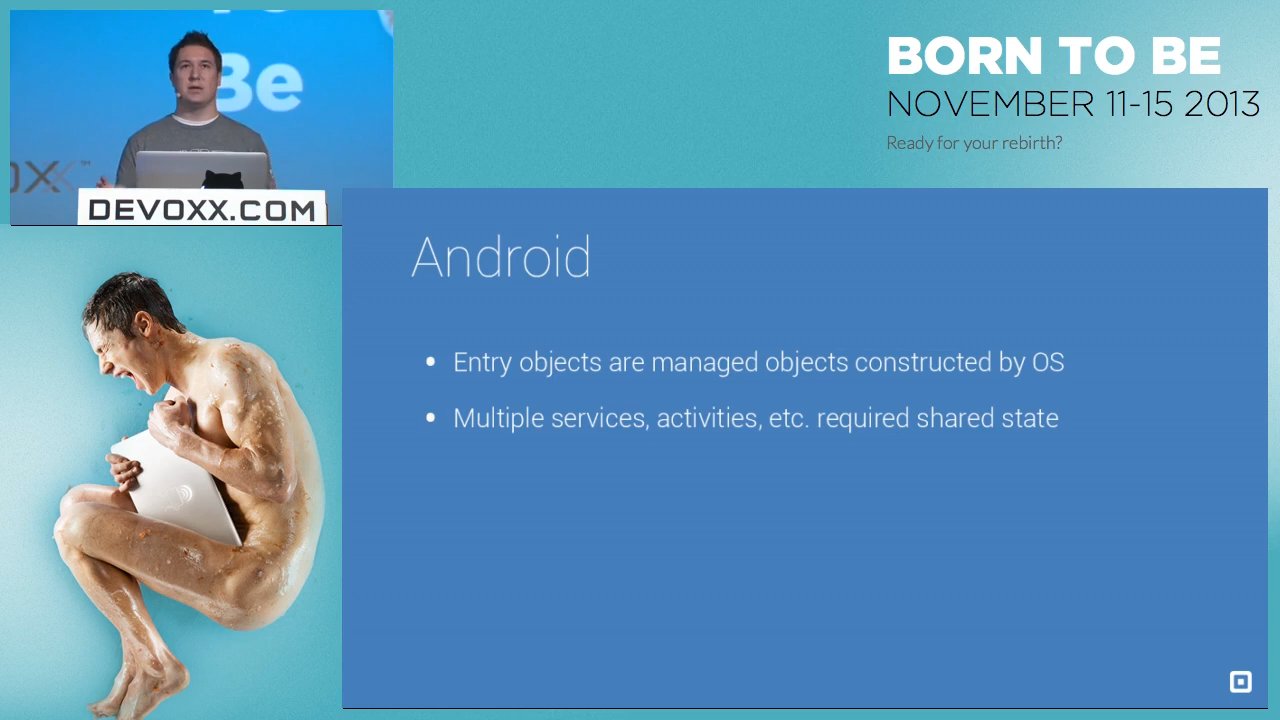 Be
DEVOXX.COM
BORN TO BE
NOVEMBER 11-15 2013
Ready for your rebirth?
Android
• Entry objects are managed objects constructed by OS
• Multiple services, activities, etc. required shared state